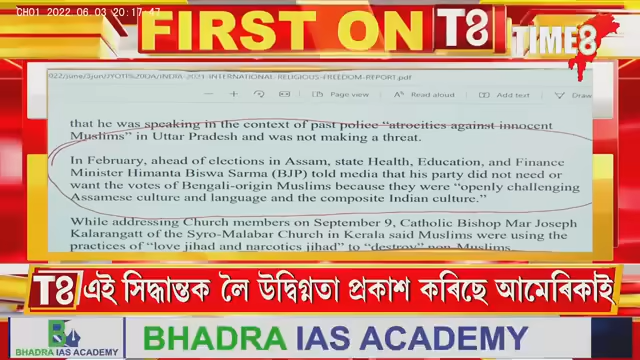 CH01 2022.06.03 20:17:47
FIRST ON T8
TIME8
022/june/3jun/JYOTI%20DA/INDIA-2021-INTERNATIONAL-RELIGIOUS-FREEDOM-REPORT.pdf
Page view
Read aloud
Add text
Draw
that he was speaking in the context of past police “atrocities against innocent
Muslims” in Uttar Pradesh and was not making a threat.
In February, ahead of elections in Assam, state Health, Education, and Finance
Minister Himanta Biswa Sarma (BJP) told media that his party did not need or
want the votes of Bengali-origin Muslims because they were “openly challenging
Assamese culture and language and the composite Indian culture.”
While addressing Church members on September 9, Catholic Bishop Mar Joseph
Kalarangatt of the Syro-Malabar Church in Kerala said Muslims were using the
practices of “love jihad and narcotics jihad” to “destroy” non-Muslims.
T8 এই সিদ্ধান্তক লৈ উদ্বিগ্নতা প্ৰকাশ কৰিছে আমেৰিকাই
BHADRA IAS ACADEMY
BHADRA IAS ACADEMY